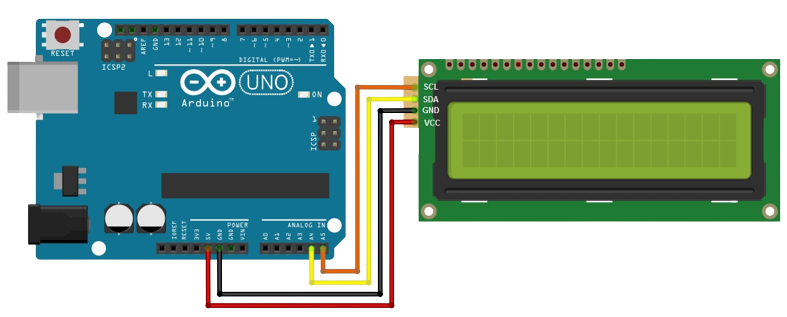 RESET
ICSP2
AREF
GND
13
12
~11
~10
~9
8
7
~6
~5
4
~3
2
TX0▶1
RX0◀0
DIGITAL (PWM=~)
L
TX
RX
Arduino™
UNO
ON
1
ICSP
POWER
ANALOG IN
IOREF
RESET
3V3
5V
GND
GND
VIN
A0
A1
A2
A3
A4
A5
SCL
SDA
GND
VCC